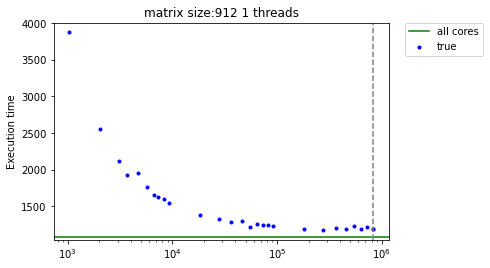 matrix size:912 1 threads
all cores
true
Execution time
4000
3500
3000
2500
2000
1500
10³
10⁴
10⁵
10⁶